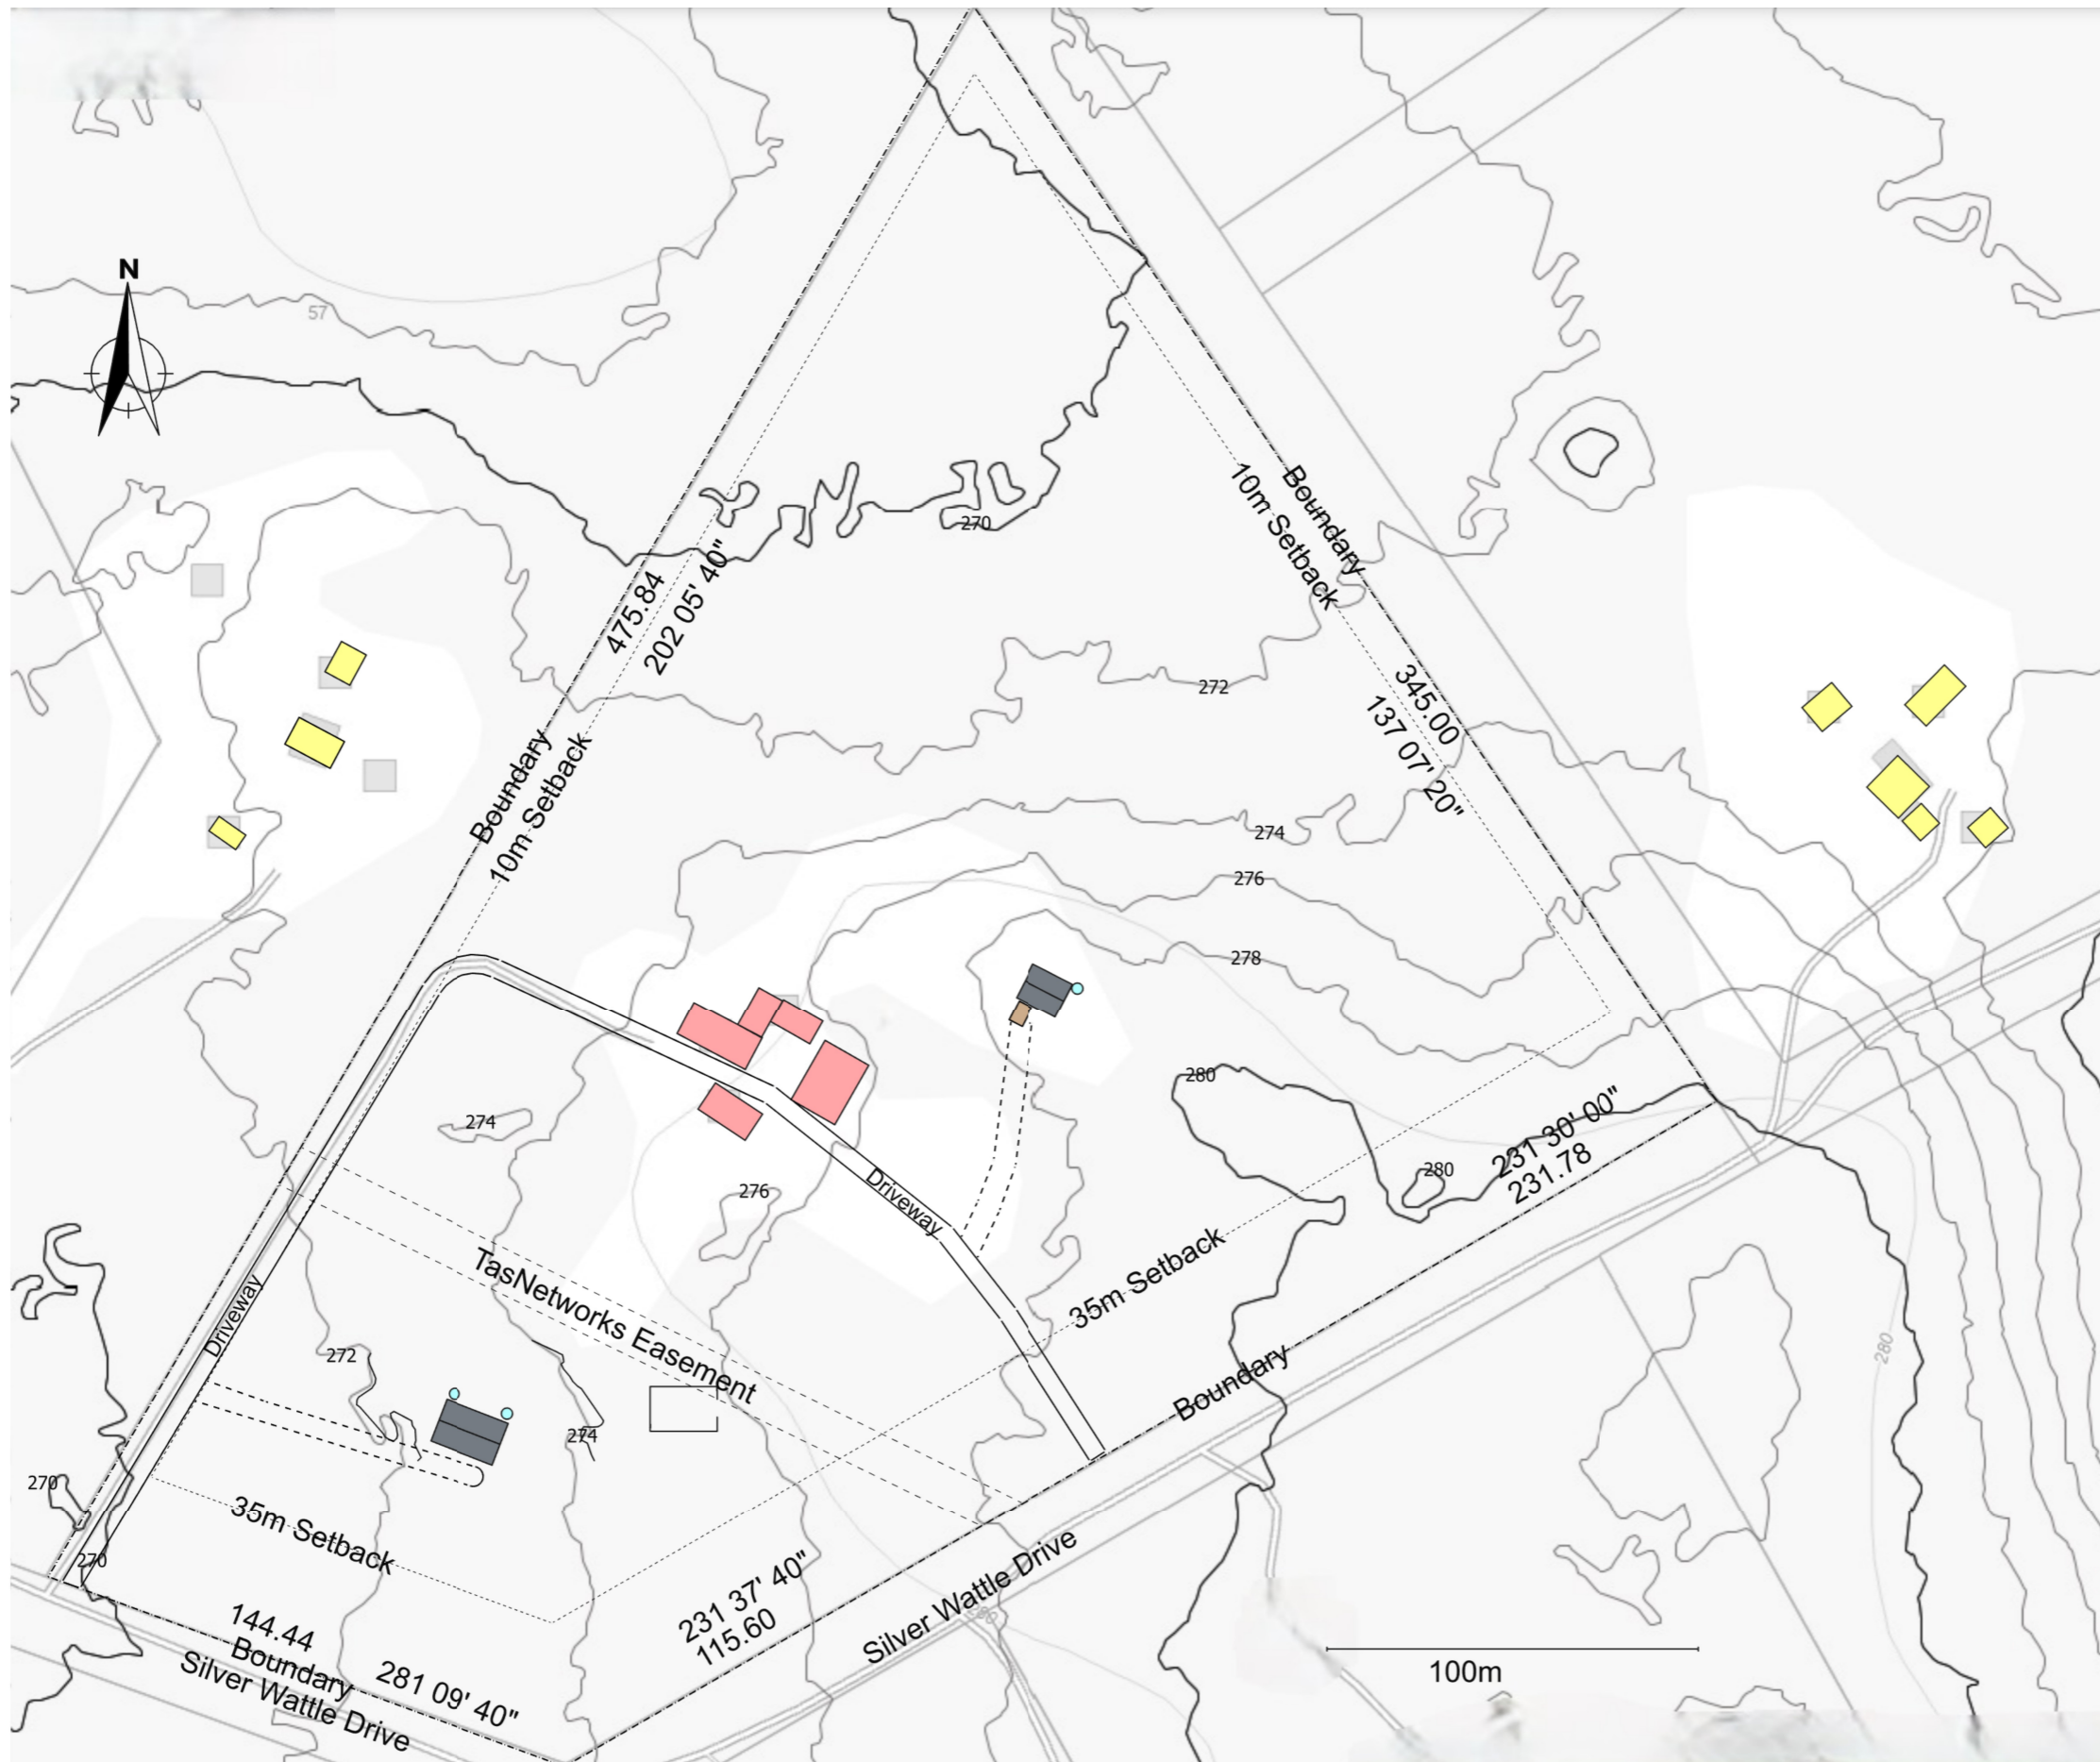 N
57
270
Boundary
10m Setback
475.84
202 05' 40"
272
345.00
137 07' 20"
Boundary
10m Setback
274
276
278
274
280
276
Driveway
280
231 30' 00"
231.78
TasNetworks Easement
35m Setback
Driveway
272
Boundary
280
274
270
35m Setback
270
231 37' 40"
115.60
Silver Wattle Drive
144.44
Boundary
281 09' 40"
Silver Wattle Drive
100m